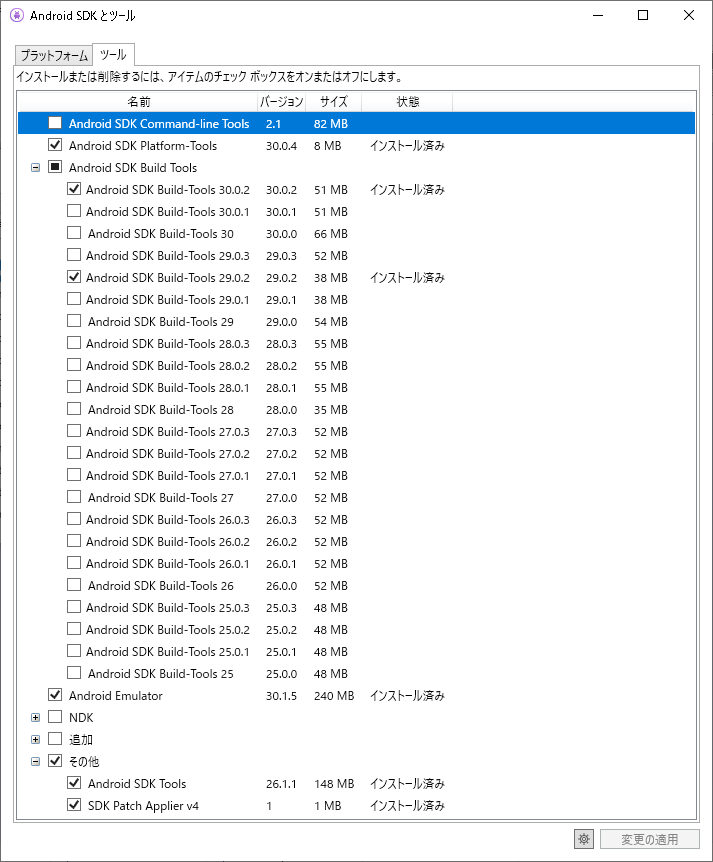 Android SDK とツール
プラットフォーム ツール
インストールまたは削除するには、アイテムのチェック ボックスをオンまたはオフにします。
名前 バージョン サイズ 状態
Android SDK Command-line Tools 2.1 82 MB
Android SDK Platform-Tools 30.0.4 8 MB インストール済み
Android SDK Build Tools
Android SDK Build-Tools 30.0.2 30.0.2 51 MB インストール済み
Android SDK Build-Tools 30.0.1 30.0.1 51 MB
Android SDK Build-Tools 30 30.0.0 66 MB
Android SDK Build-Tools 29.0.3 29.0.3 52 MB
Android SDK Build-Tools 29.0.2 29.0.2 38 MB インストール済み
Android SDK Build-Tools 29.0.1 29.0.1 38 MB
Android SDK Build-Tools 29 29.0.0 54 MB
Android SDK Build-Tools 28.0.3 28.0.3 55 MB
Android SDK Build-Tools 28.0.2 28.0.2 55 MB
Android SDK Build-Tools 28.0.1 28.0.1 55 MB
Android SDK Build-Tools 28 28.0.0 35 MB
Android SDK Build-Tools 27.0.3 27.0.3 52 MB
Android SDK Build-Tools 27.0.2 27.0.2 52 MB
Android SDK Build-Tools 27.0.1 27.0.1 52 MB
Android SDK Build-Tools 27 27.0.0 52 MB
Android SDK Build-Tools 26.0.3 26.0.3 52 MB
Android SDK Build-Tools 26.0.2 26.0.2 52 MB
Android SDK Build-Tools 26.0.1 26.0.1 52 MB
Android SDK Build-Tools 26 26.0.0 52 MB
Android SDK Build-Tools 25.0.3 25.0.3 48 MB
Android SDK Build-Tools 25.0.2 25.0.2 48 MB
Android SDK Build-Tools 25.0.1 25.0.1 48 MB
Android SDK Build-Tools 25 25.0.0 48 MB
Android Emulator 30.1.5 240 MB インストール済み
NDK
追加
その他
Android SDK Tools 26.1.1 148 MB インストール済み
SDK Patch Applier v4 1 1 MB インストール済み
変更の適用